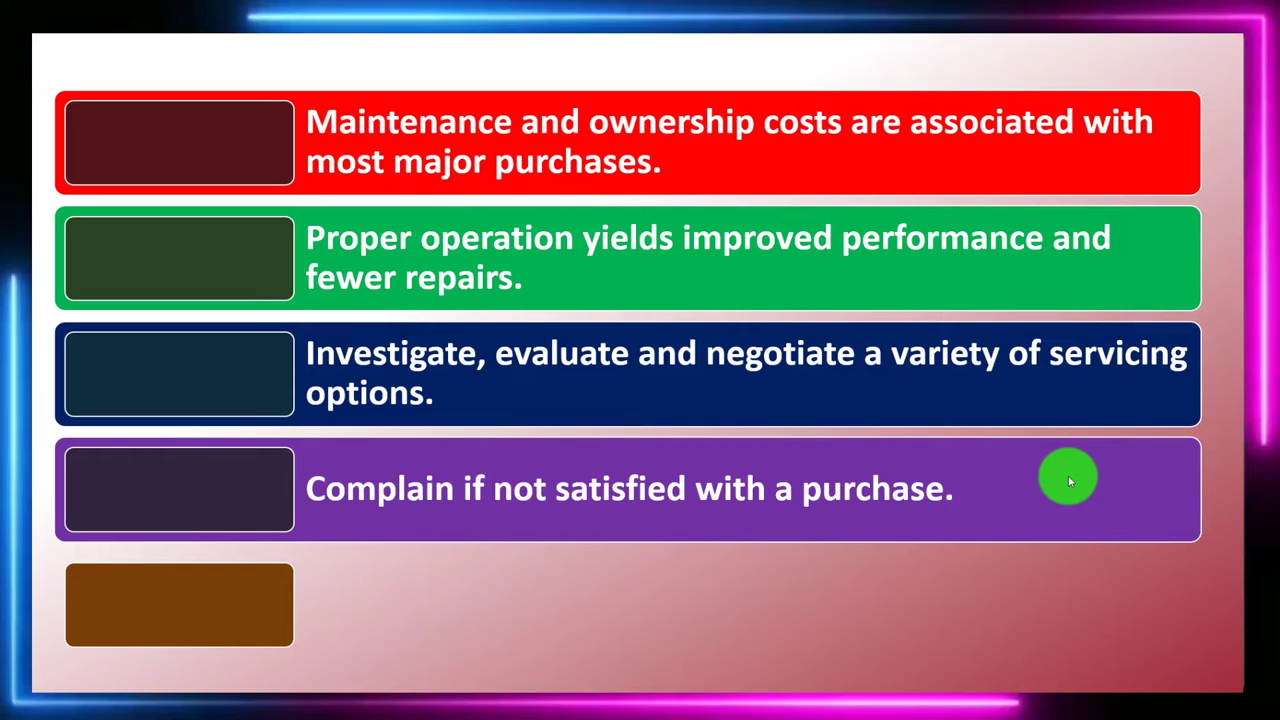 Maintenance and ownership costs are associated with
most major purchases.
Proper operation yields improved performance and
fewer repairs.
Investigate, evaluate and negotiate a variety of servicing
options.
Complain if not satisfied with a purchase.